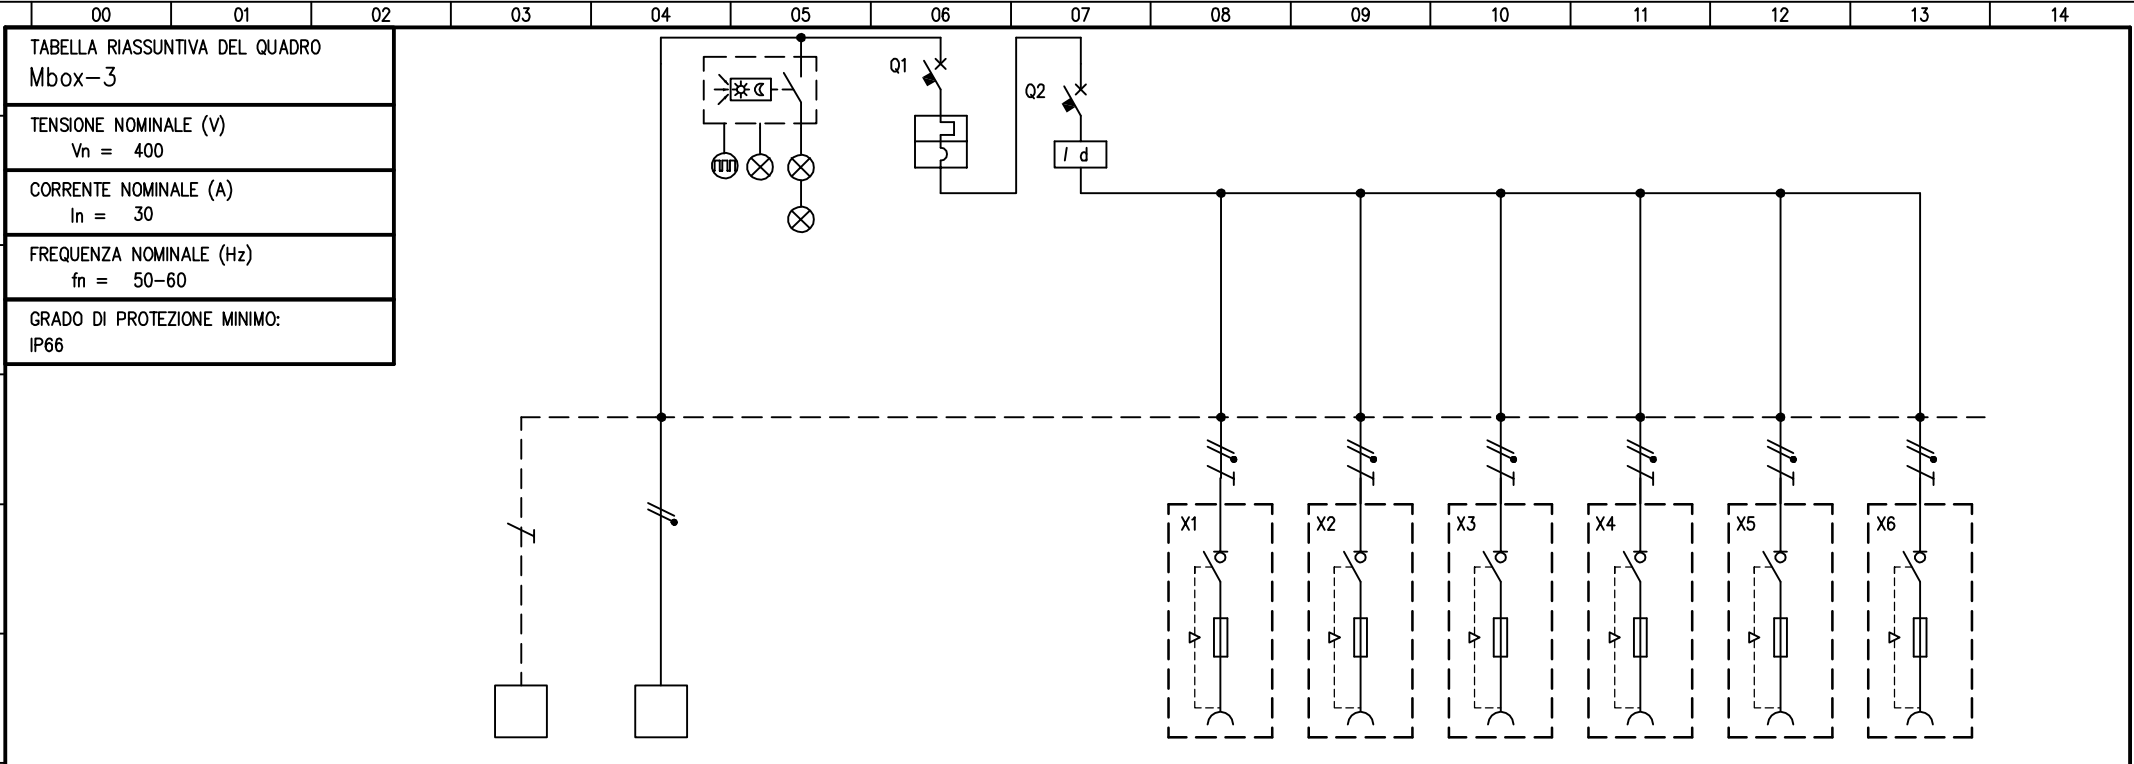 00 01 02 03 04 05 06 07 08 09 10 11 12 13 14
TABELLA RIASSUNTIVA DEL QUADRO
Mbox-3
TENSIONE NOMINALE (V)
Vn = 400
CORRENTE NOMINALE (A)
In = 30
FREQUENZA NOMINALE (Hz)
fn = 50-60
GRADO DI PROTEZIONE MINIMO:
IP66
Q1
Q2
I d
X1 X2 X3 X4 X5 X6